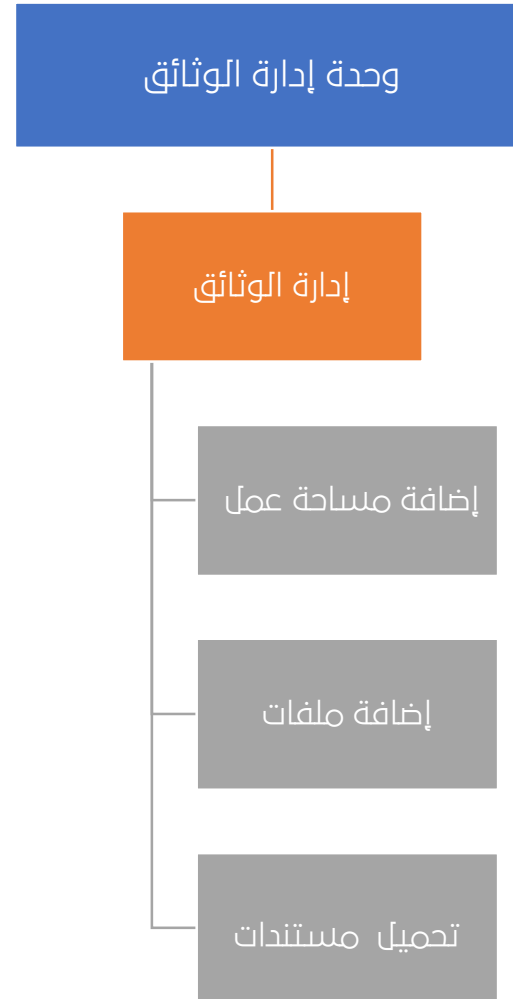 وحدة إدارة الوثائق
إدارة الوثائق
إضافة مساحة عمل
إضافة ملفات
تحميل مستندات